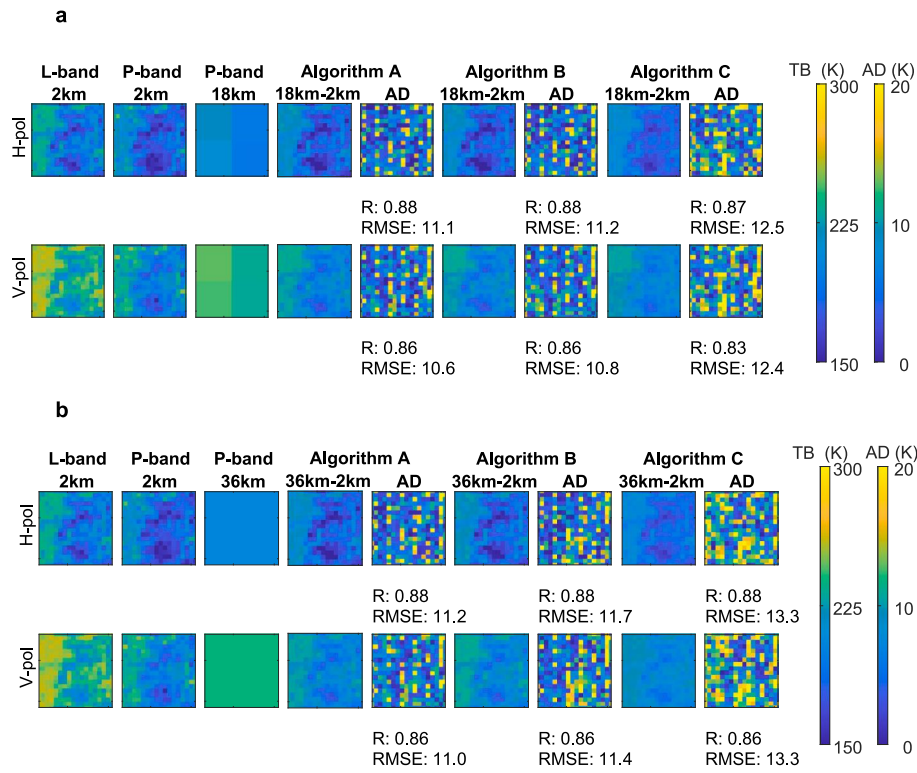 a
L-band P-band P-band Algorithm A Algorithm B Algorithm C TB (K) AD (K)
2km 2km 18km 18km-2km AD 18km-2km AD 18km-2km AD 300 20
H-pol
R: 0.88 R: 0.88 R: 0.87
RMSE: 11.1 RMSE: 11.2 RMSE: 12.5
225 10
V-pol
R: 0.86 R: 0.86 R: 0.83
RMSE: 10.6 RMSE: 10.8 RMSE: 12.4
150 0
b
L-band P-band P-band Algorithm A Algorithm B Algorithm C TB (K) AD (K)
2km 2km 36km 36km-2km AD 36km-2km AD 36km-2km AD 300 20
H-pol
R: 0.88 R: 0.88 R: 0.88
RMSE: 11.2 RMSE: 11.7 RMSE: 13.3
225 10
V-pol
R: 0.86 R: 0.86 R: 0.86
RMSE: 11.0 RMSE: 11.4 RMSE: 13.3
150 0